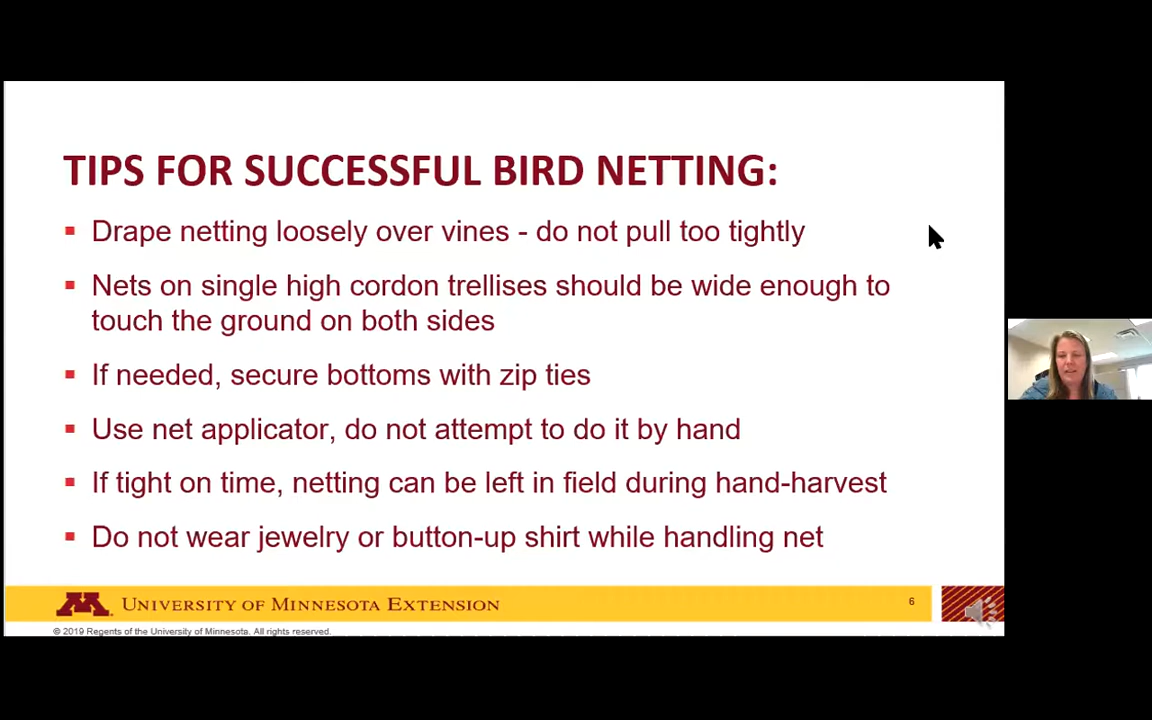 TIPS FOR SUCCESSFUL BIRD NETTING:
▪ Drape netting loosely over vines - do not pull too tightly
▪ Nets on single high cordon trellises should be wide enough to
touch the ground on both sides
▪ If needed, secure bottoms with zip ties
▪ Use net applicator, do not attempt to do it by hand
▪ If tight on time, netting can be left in field during hand-harvest
▪ Do not wear jewelry or button-up shirt while handling net
M UNIVERSITY OF MINNESOTA EXTENSION
6
© 2019 Regents of the University of Minnesota. All rights reserved.